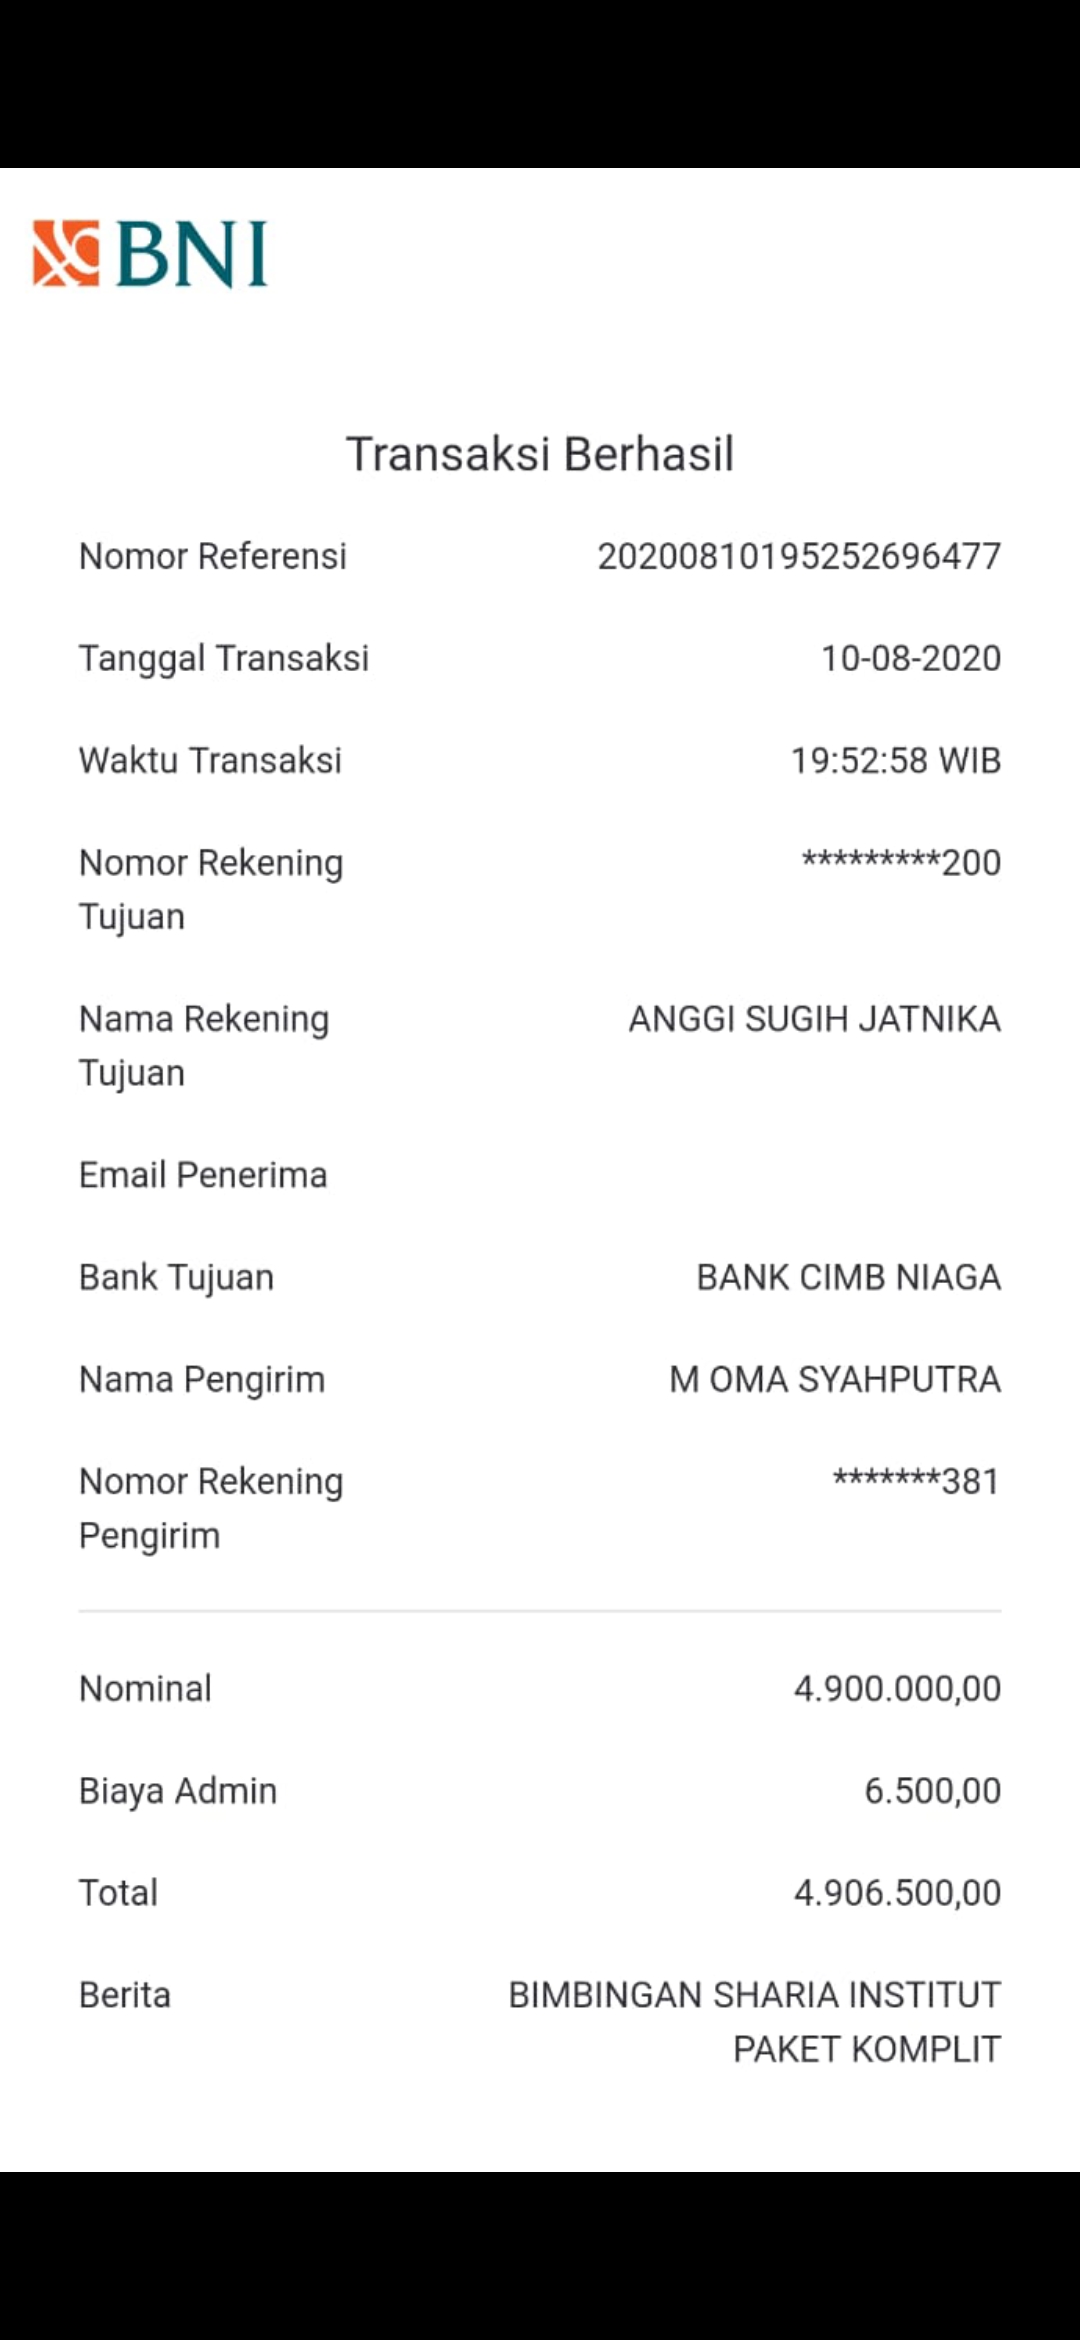 BNI
Transaksi Berhasil
Nomor Referensi 20200810195252696477
Tanggal Transaksi 10-08-2020
Waktu Transaksi 19:52:58 WIB
Nomor Rekening Tujuan *********200
Nama Rekening Tujuan ANGGI SUGIH JATNIKA
Email Penerima
Bank Tujuan BANK CIMB NIAGA
Nama Pengirim M OMA SYAHPUTRA
Nomor Rekening Pengirim *******381
Nominal 4.900.000,00
Biaya Admin 6.500,00
Total 4.906.500,00
Berita BIMBINGAN SHARIA INSTITUT
PAKET KOMPLIT